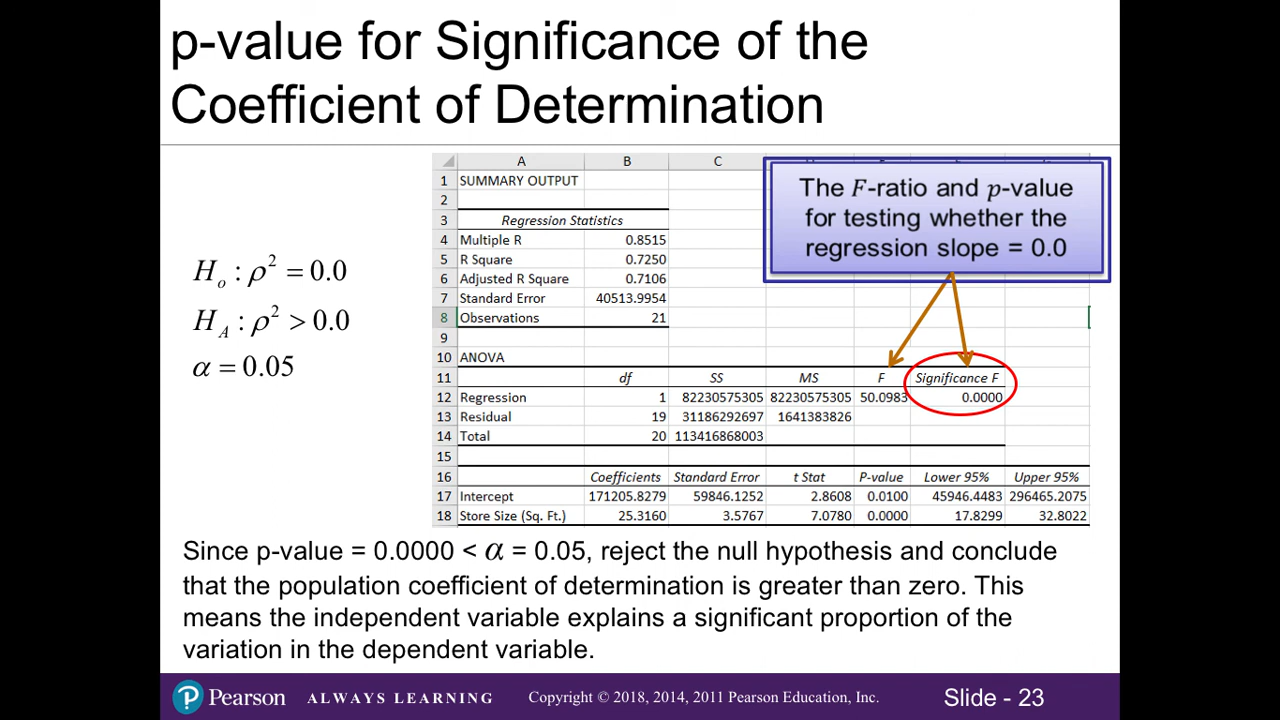 p-value for Significance of the
Coefficient of Determination
H_o : ρ² = 0.0
H_A : ρ² > 0.0
α = 0.05
A B C
1 SUMMARY OUTPUT
2
3 Regression Statistics
4 Multiple R 0.8515
5 R Square 0.7250
6 Adjusted R Square 0.7106
7 Standard Error 40513.9954
8 Observations 21
9
10 ANOVA
11 df SS MS F Significance F
12 Regression 1 82230575305 82230575305 50.0983 0.0000
13 Residual 19 31186292697 1641383826
14 Total 20 113416868003
15
16 Coefficients Standard Error t Stat P-value Lower 95% Upper 95%
17 Intercept 171205.8279 59846.1252 2.8608 0.0100 45946.4483 296465.2075
18 Store Size (Sq. Ft.) 25.3160 3.5767 7.0780 0.0000 17.8299 32.8022
The F-ratio and p-value
for testing whether the
regression slope = 0.0
Since p-value = 0.0000 < α = 0.05, reject the null hypothesis and conclude
that the population coefficient of determination is greater than zero. This
means the independent variable explains a significant proportion of the
variation in the dependent variable.
P Pearson ALWAYS LEARNING Copyright © 2018, 2014, 2011 Pearson Education, Inc. Slide - 23